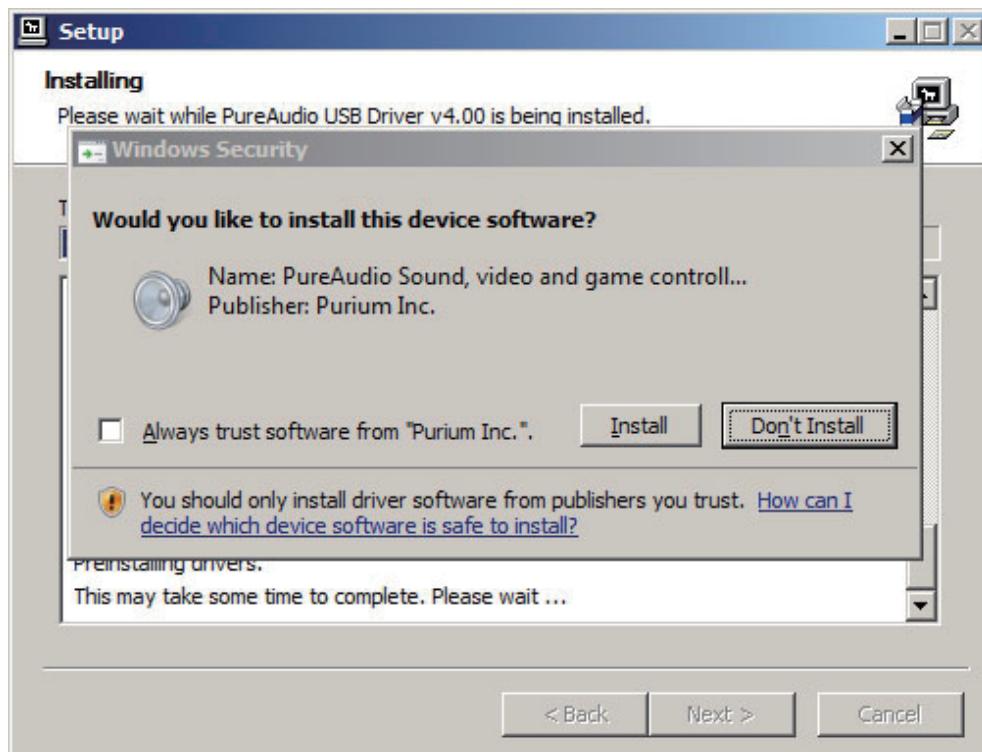 Setup
Installing
Please wait while PureAudio USB Driver v4.00 is being installed.
Windows Security
Would you like to install this device software?
Name: PureAudio Sound, video and game controll...
Publisher: Purium Inc.
Always trust software from "Purium Inc.".
Install
Don't Install
You should only install driver software from publishers you trust. How can I
decide which device software is safe to install?
Preinstalling drivers.
This may take some time to complete. Please wait ...
< Back
Next >
Cancel